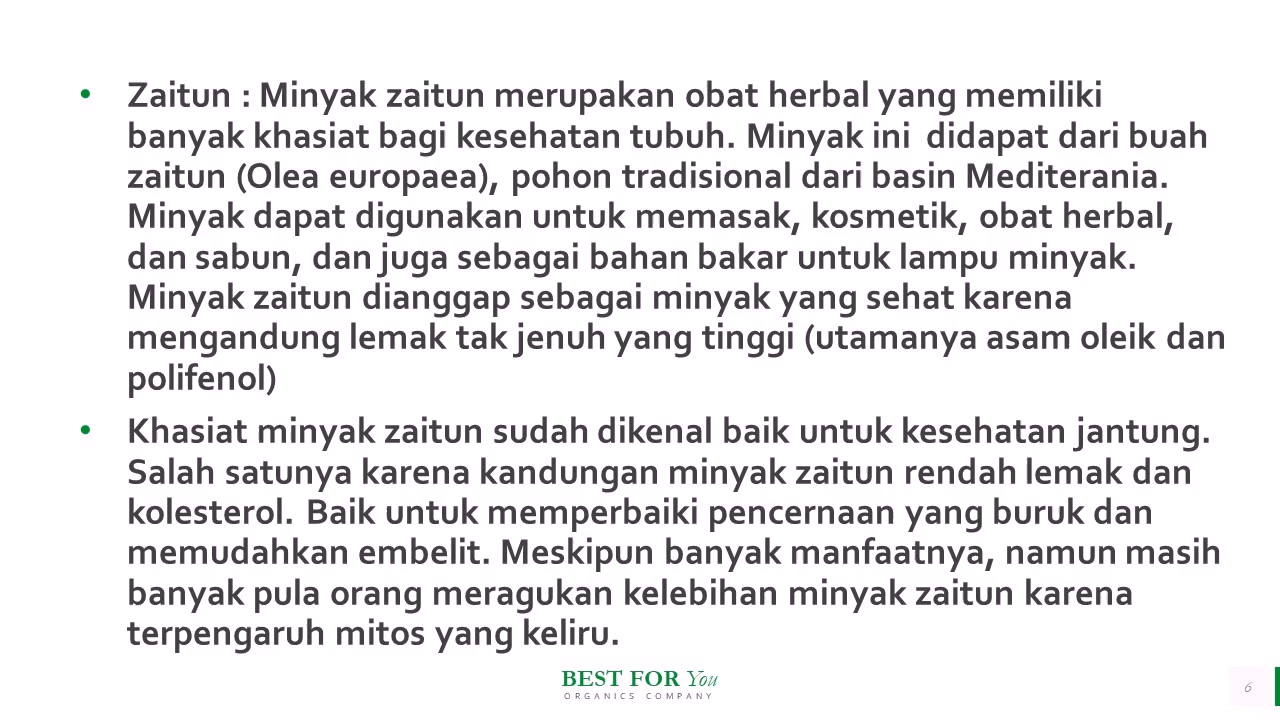 • Zaitun : Minyak zaitun merupakan obat herbal yang memiliki
banyak khasiat bagi kesehatan tubuh. Minyak ini  didapat dari buah
zaitun (Olea europaea), pohon tradisional dari basin Mediterania.
Minyak dapat digunakan untuk memasak, kosmetik, obat herbal,
dan sabun, dan juga sebagai bahan bakar untuk lampu minyak.
Minyak zaitun dianggap sebagai minyak yang sehat karena
mengandung lemak tak jenuh yang tinggi (utamanya asam oleik dan
polifenol)
• Khasiat minyak zaitun sudah dikenal baik untuk kesehatan jantung.
Salah satunya karena kandungan minyak zaitun rendah lemak dan
kolesterol. Baik untuk memperbaiki pencernaan yang buruk dan
memudahkan embelit. Meskipun banyak manfaatnya, namun masih
banyak pula orang meragukan kelebihan minyak zaitun karena
terpengaruh mitos yang keliru.
BEST FOR You
ORGANICS COMPANY
6